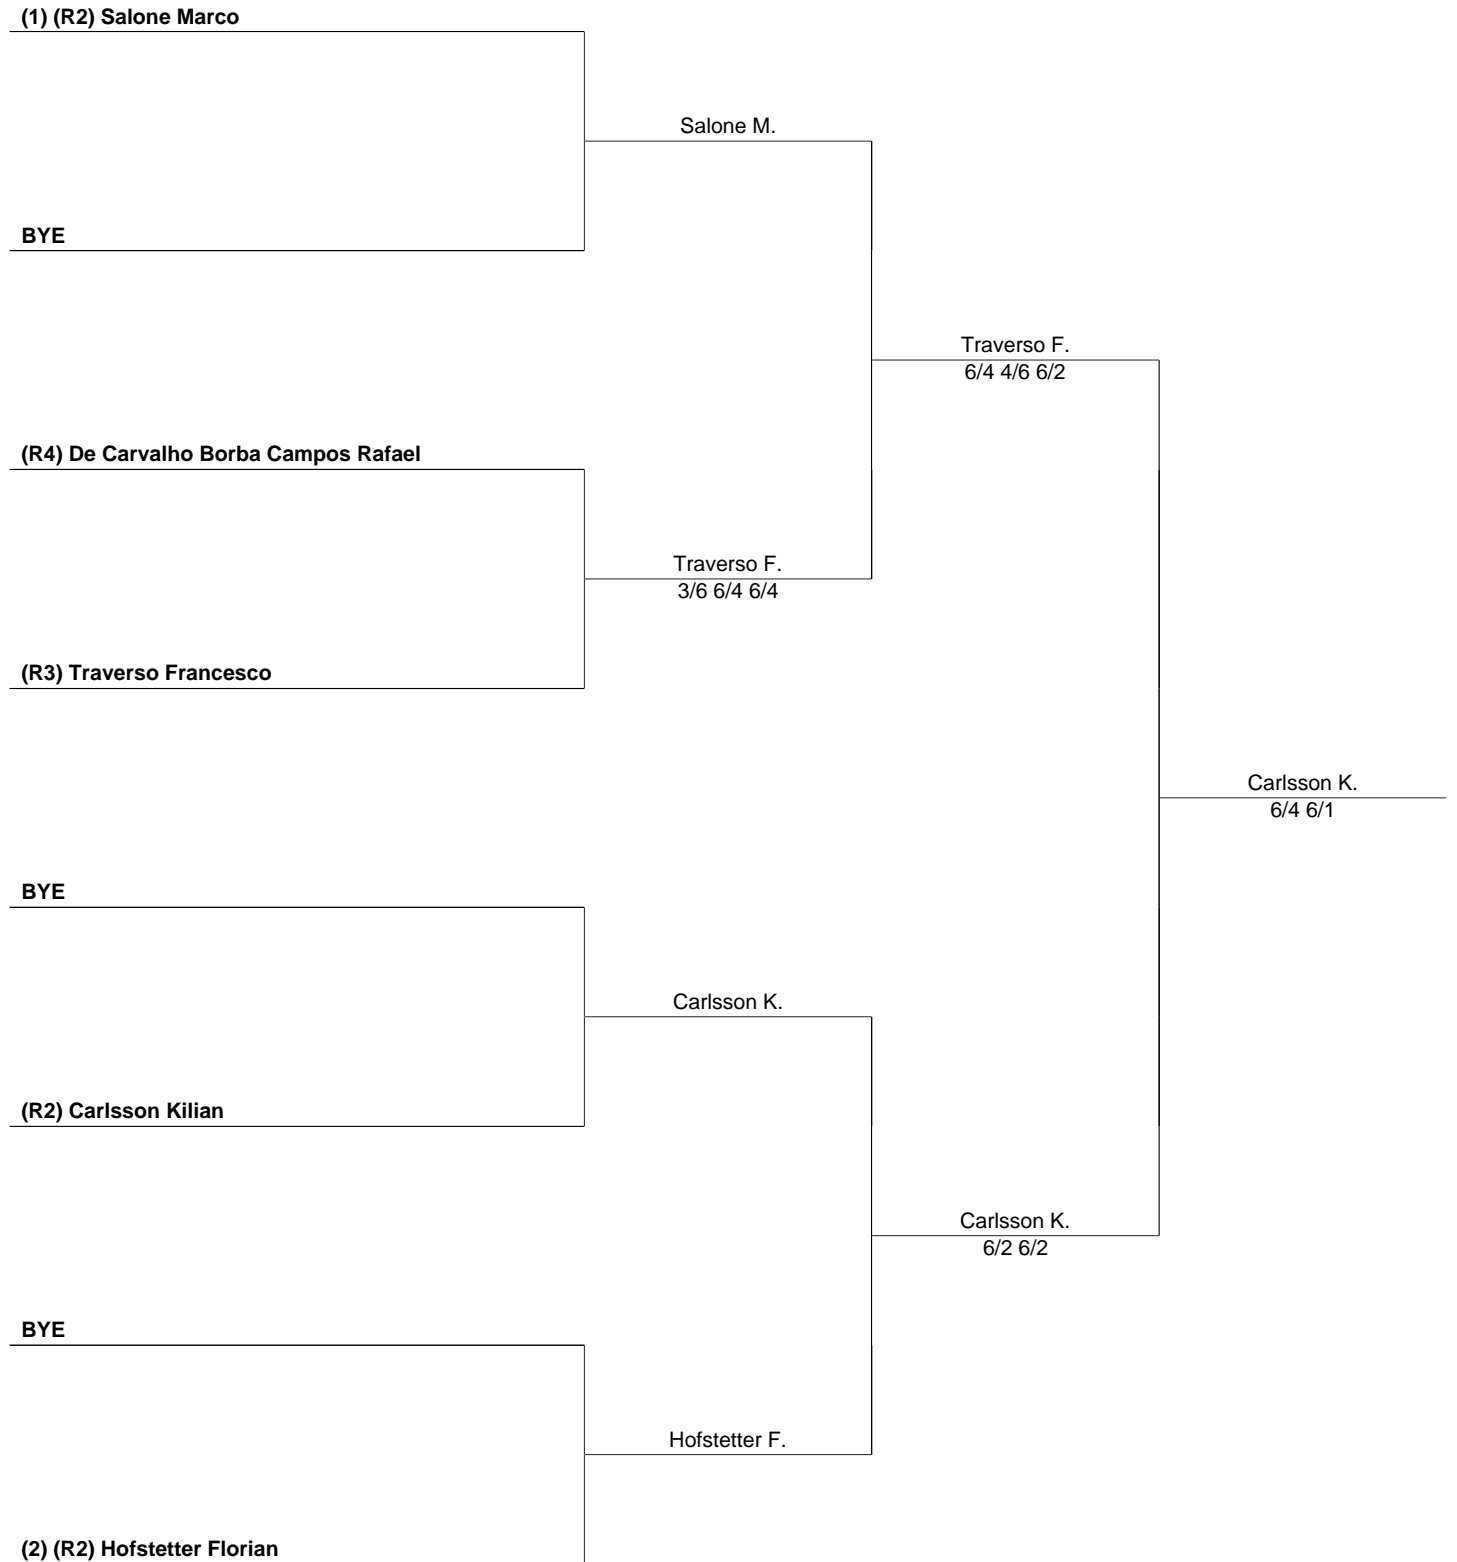 (1) (R2) Salone Marco
Salone M.
BYE
Traverso F.
6/4 4/6 6/2
(R4) De Carvalho Borba Campos Rafael
Traverso F.
3/6 6/4 6/4
(R3) Traverso Francesco
Carlsson K.
6/4 6/1
BYE
Carlsson K.
(R2) Carlsson Kilian
Carlsson K.
6/2 6/2
BYE
Hofstetter F.
(2) (R2) Hofstetter Florian